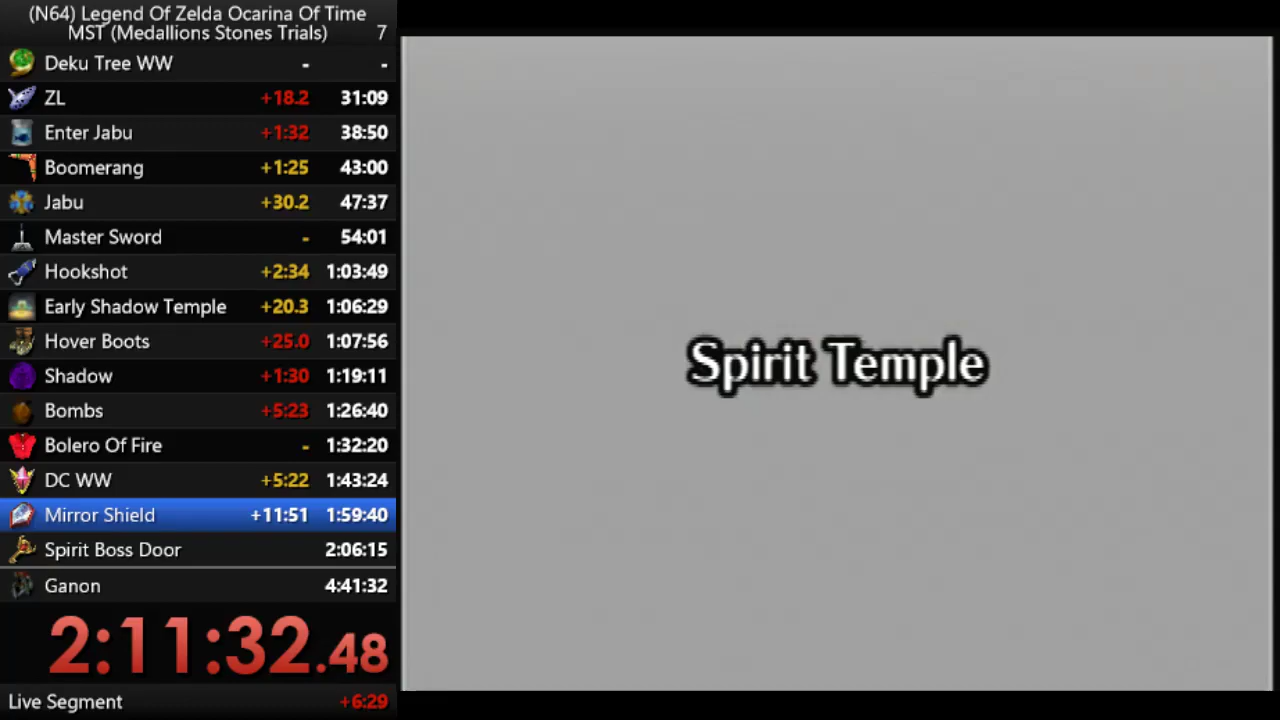 (N64) Legend Of Zelda Ocarina Of Time
MST (Medallions Stones Trials) 7
Deku Tree WW - -
ZL +18.2 31:09
Enter Jabu +1:32 38:50
Boomerang +1:25 43:00
Jabu +30.2 47:37
Master Sword - 54:01
Hookshot +2:34 1:03:49
Early Shadow Temple +20.3 1:06:29
Hover Boots +25.0 1:07:56
Shadow +1:30 1:19:11
Bombs +5:23 1:26:40
Bolero Of Fire - 1:32:20
DC WW +5:22 1:43:24
Mirror Shield +11:51 1:59:40
Spirit Boss Door 2:06:15
Ganon 4:41:32
2:11:32.48
Live Segment +6:29
Spirit Temple